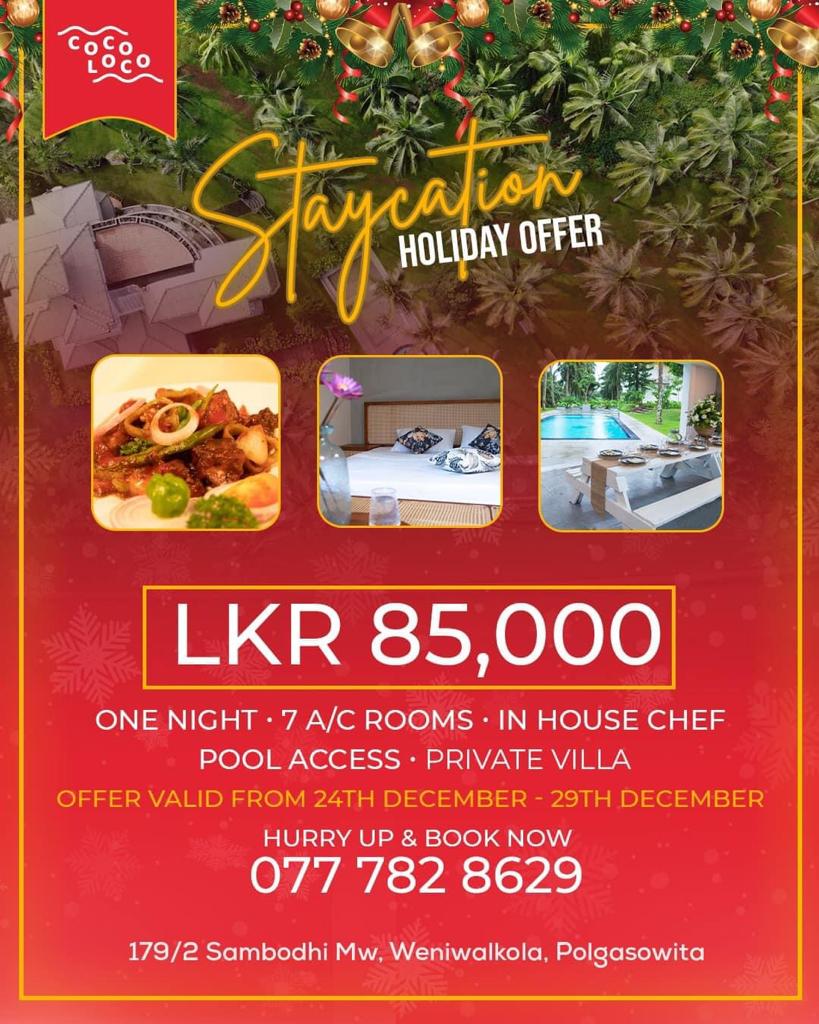 COCO
LOCO
Staycation
HOLIDAY OFFER
LKR 85,000
ONE NIGHT • 7 A/C ROOMS • IN HOUSE CHEF
POOL ACCESS • PRIVATE VILLA
OFFER VALID FROM 24TH DECEMBER - 29TH DECEMBER
HURRY UP & BOOK NOW
077 782 8629
179/2 Sambodhi Mw, Weniwalkola, Polgasowita